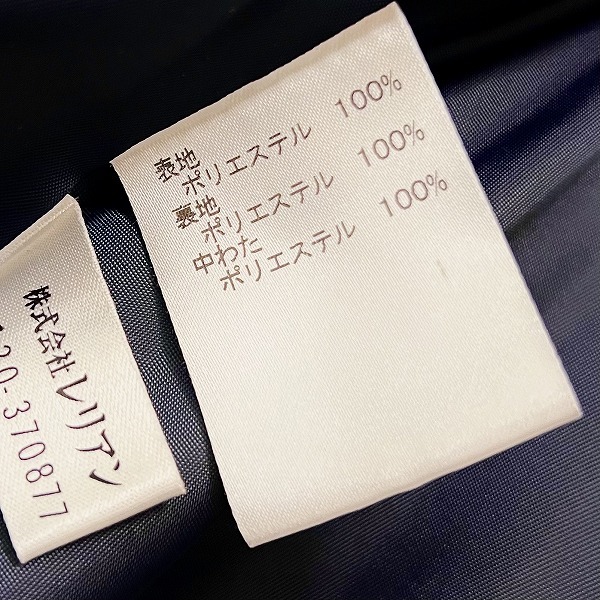 表地
ポリエステル 100%
裏地
ポリエステル 100%
中わた
ポリエステル 100%
株式会社レリアン
20-370877